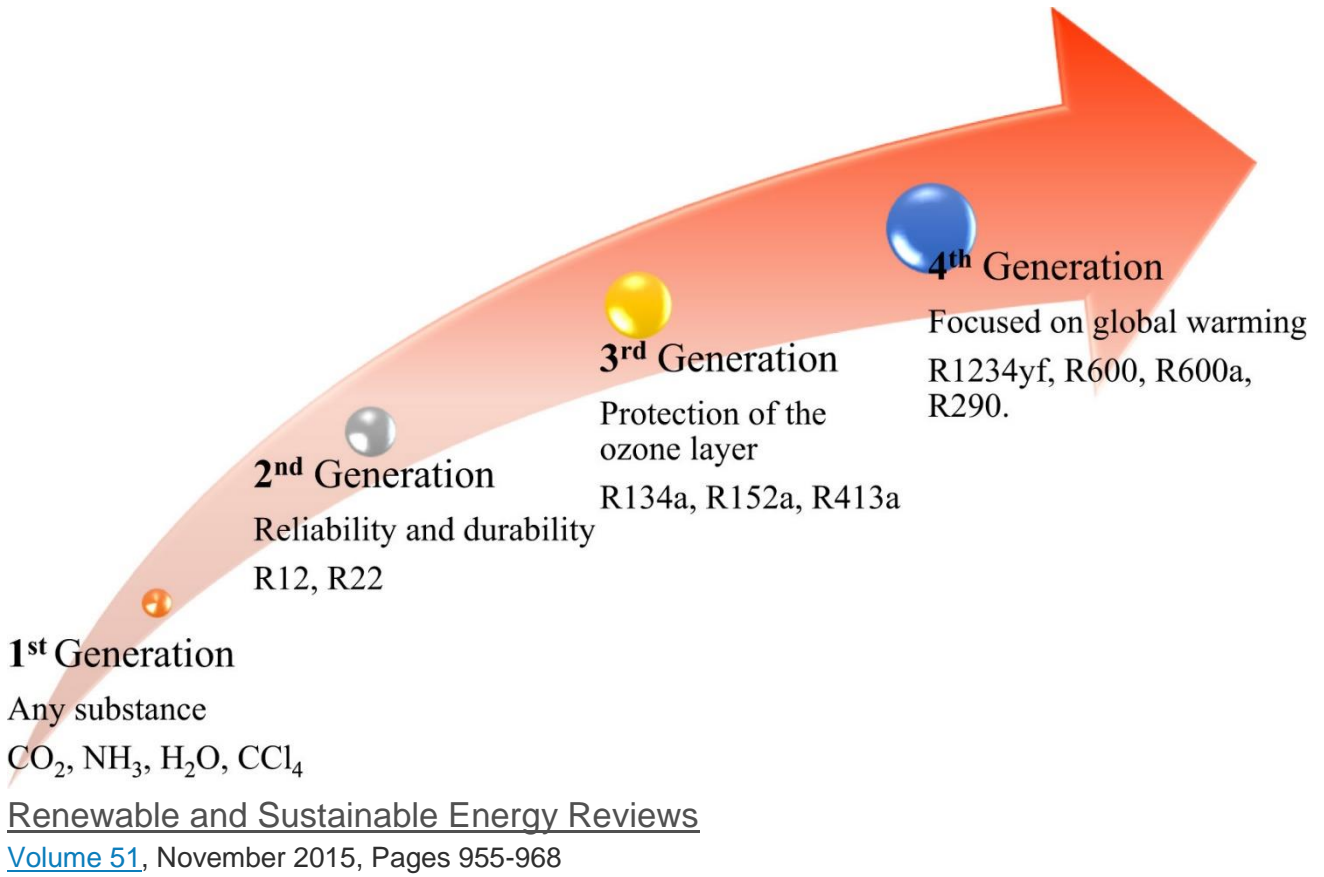 1st Generation
Any substance
CO₂, NH₃, H₂O, CCl₄
2nd Generation
Reliability and durability
R12, R22
3rd Generation
Protection of the
ozone layer
R134a, R152a, R413a
4th Generation
Focused on global warming
R1234yf, R600, R600a,
R290.
Renewable and Sustainable Energy Reviews
Volume 51, November 2015, Pages 955-968